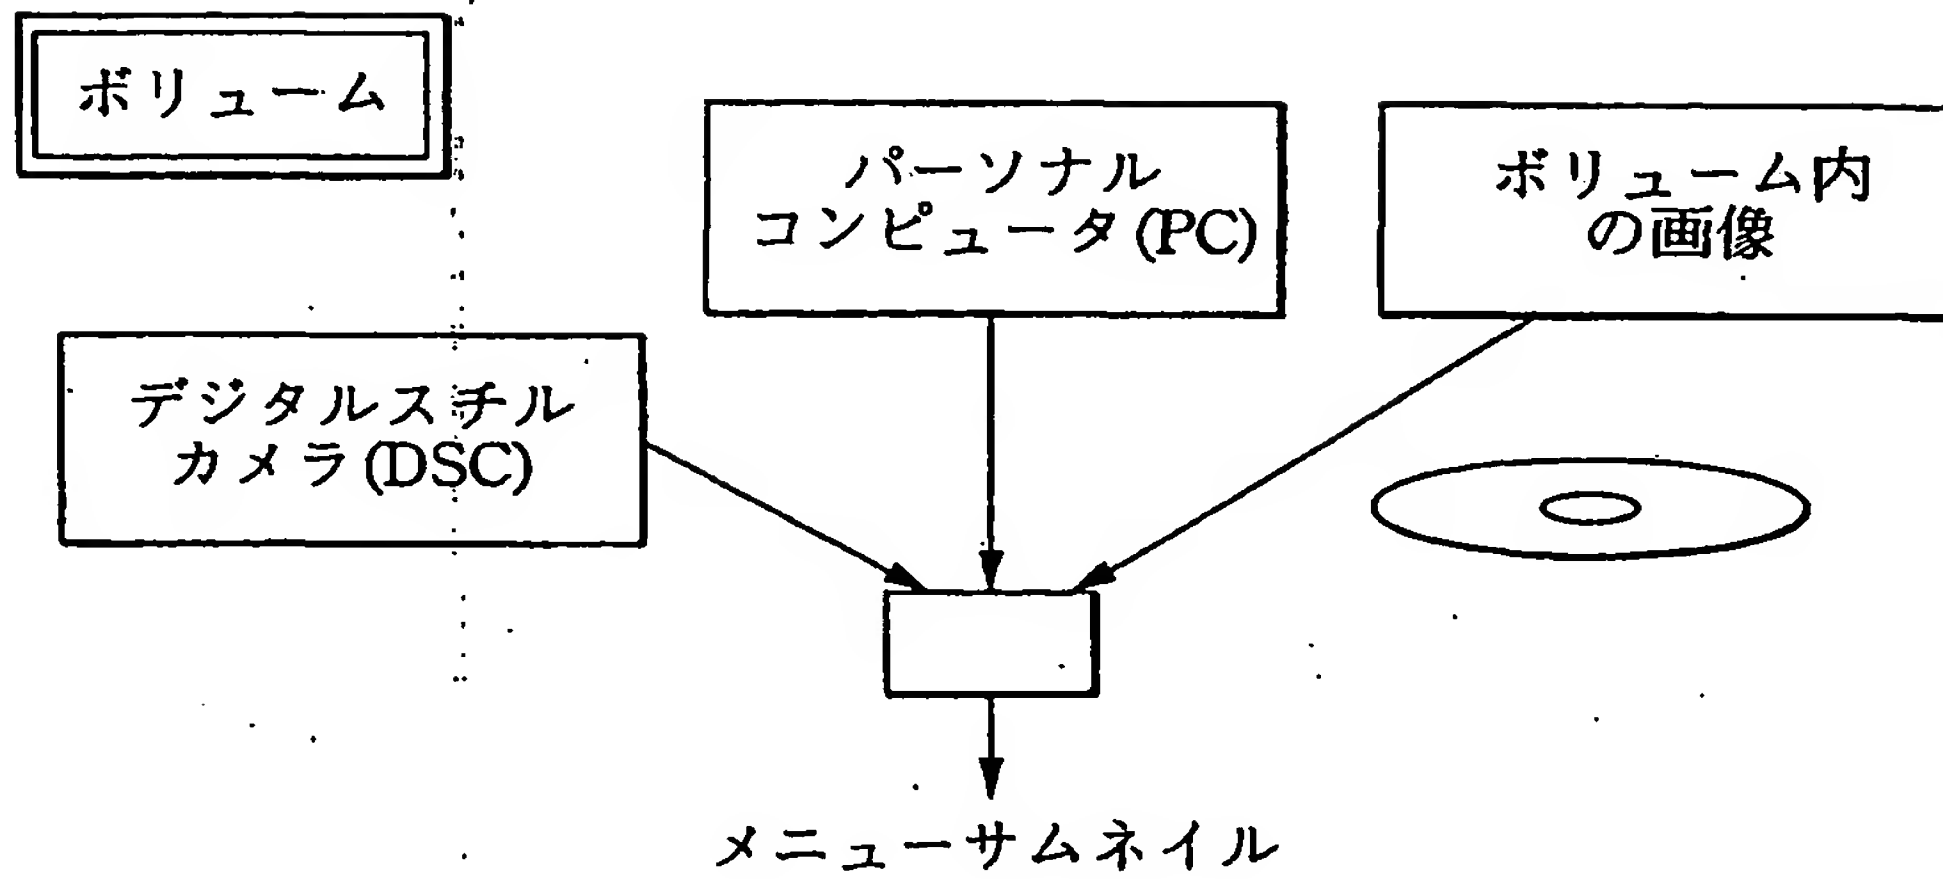 ボリューム
パーソナル
コンピュータ(PC)
ボリューム内
の画像
デジタルスチル
カメラ(DSC)
メニューサムネイル